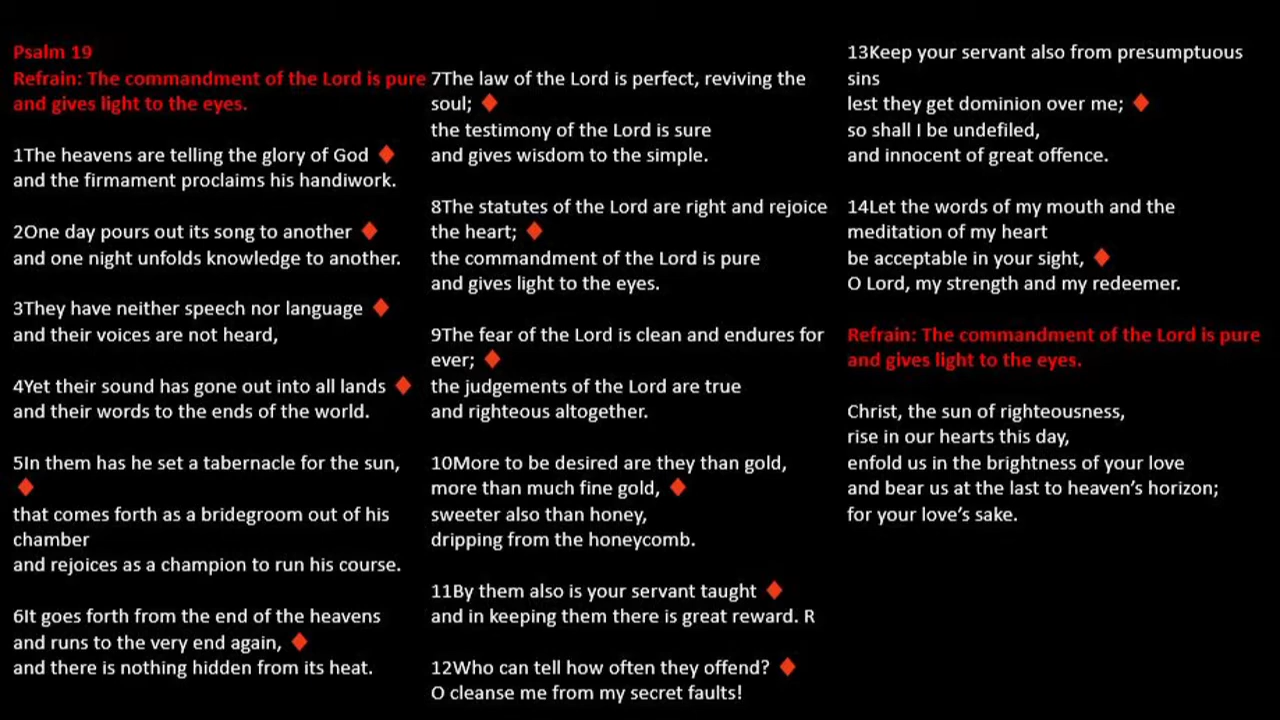 Psalm 19
Refrain: The commandment of the Lord is pure
and gives light to the eyes.
1The heavens are telling the glory of God ♦
and the firmament proclaims his handiwork.
2One day pours out its song to another ♦
and one night unfolds knowledge to another.
3They have neither speech nor language ♦
and their voices are not heard,
4Yet their sound has gone out into all lands ♦
and their words to the ends of the world.
5In them has he set a tabernacle for the sun,
♦
that comes forth as a bridegroom out of his
chamber
and rejoices as a champion to run his course.
6It goes forth from the end of the heavens
and runs to the very end again, ♦
and there is nothing hidden from its heat.
7The law of the Lord is perfect, reviving the
soul; ♦
the testimony of the Lord is sure
and gives wisdom to the simple.
8The statutes of the Lord are right and rejoice
the heart; ♦
the commandment of the Lord is pure
and gives light to the eyes.
9The fear of the Lord is clean and endures for
ever; ♦
the judgements of the Lord are true
and righteous altogether.
10More to be desired are they than gold,
more than much fine gold, ♦
sweeter also than honey,
dripping from the honeycomb.
11By them also is your servant taught ♦
and in keeping them there is great reward. R
12Who can tell how often they offend? ♦
O cleanse me from my secret faults!
13Keep your servant also from presumptuous
sins
lest they get dominion over me; ♦
so shall I be undefiled,
and innocent of great offence.
14Let the words of my mouth and the
meditation of my heart
be acceptable in your sight, ♦
O Lord, my strength and my redeemer.
Refrain: The commandment of the Lord is pure
and gives light to the eyes.
Christ, the sun of righteousness,
rise in our hearts this day,
enfold us in the brightness of your love
and bear us at the last to heaven’s horizon;
for your love’s sake.